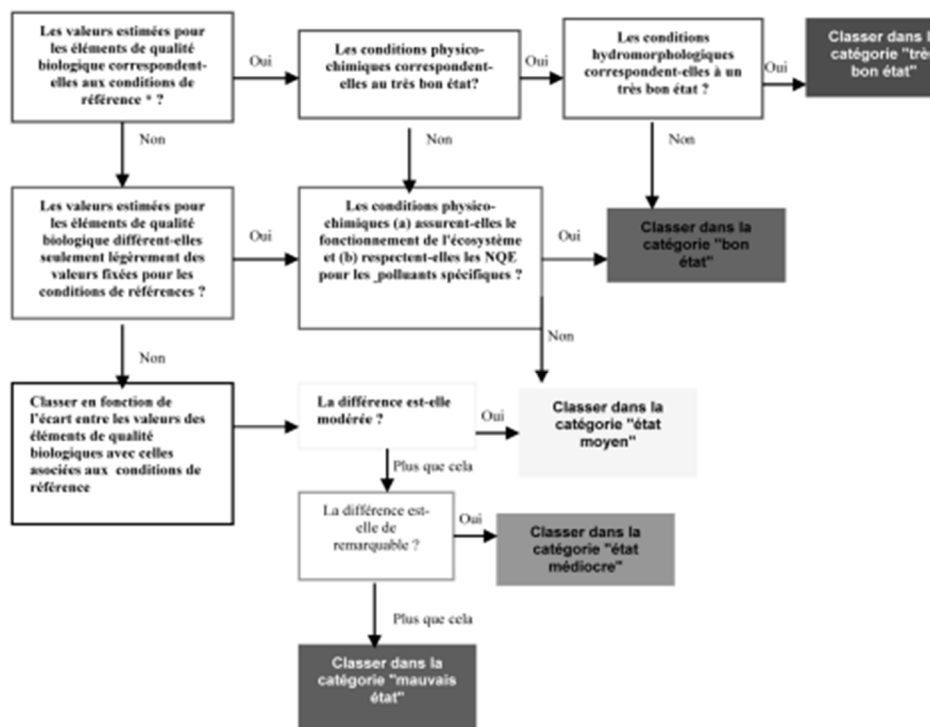 Les valeurs estimées pour
les éléments de qualité
biologique correspondent-
elles aux conditions de
référence * ?
Oui
Les conditions physico-
chimiques correspondent-
elles au très bon état?
Oui
Les conditions
hydromorphologiques
correspondent-elles à un
très bon état ?
Oui
Classer dans l
catégorie "trè
bon état"
Non
Non
Non
Les valeurs estimées pour
les éléments de qualité
biologique différent-elles
seulement légèrement des
valeurs fixées pour les
conditions de références ?
Oui
Les conditions physico-
chimiques (a) assurent-elles le
fonctionnement de l'écosystème
et (b) respectent-elles les NQE
pour les _polluants spécifiques ?
Oui
Classer dans la
catégorie "bon
état"
Non
Non
Classer en fonction de
l'écart entre les valeurs des
éléments de qualité
biologiques avec celles
asociées aux conditions de
référence
La différence est-elle
modérée ?
Oui
Classer dans la
catégorie "état
moyen"
Plus que cela
La différence est-
elle de
remarquable ?
Oui
Classer dans la
catégorie "état
médiocre"
Plus que cela
Classer dans la
catégorie "mauvais
état"